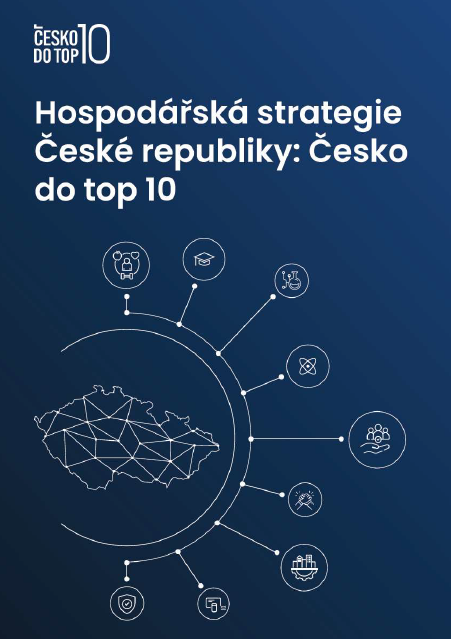 ČESKO
DO TOP 10
Hospodářská strategie
České republiky: Česko
do top 10